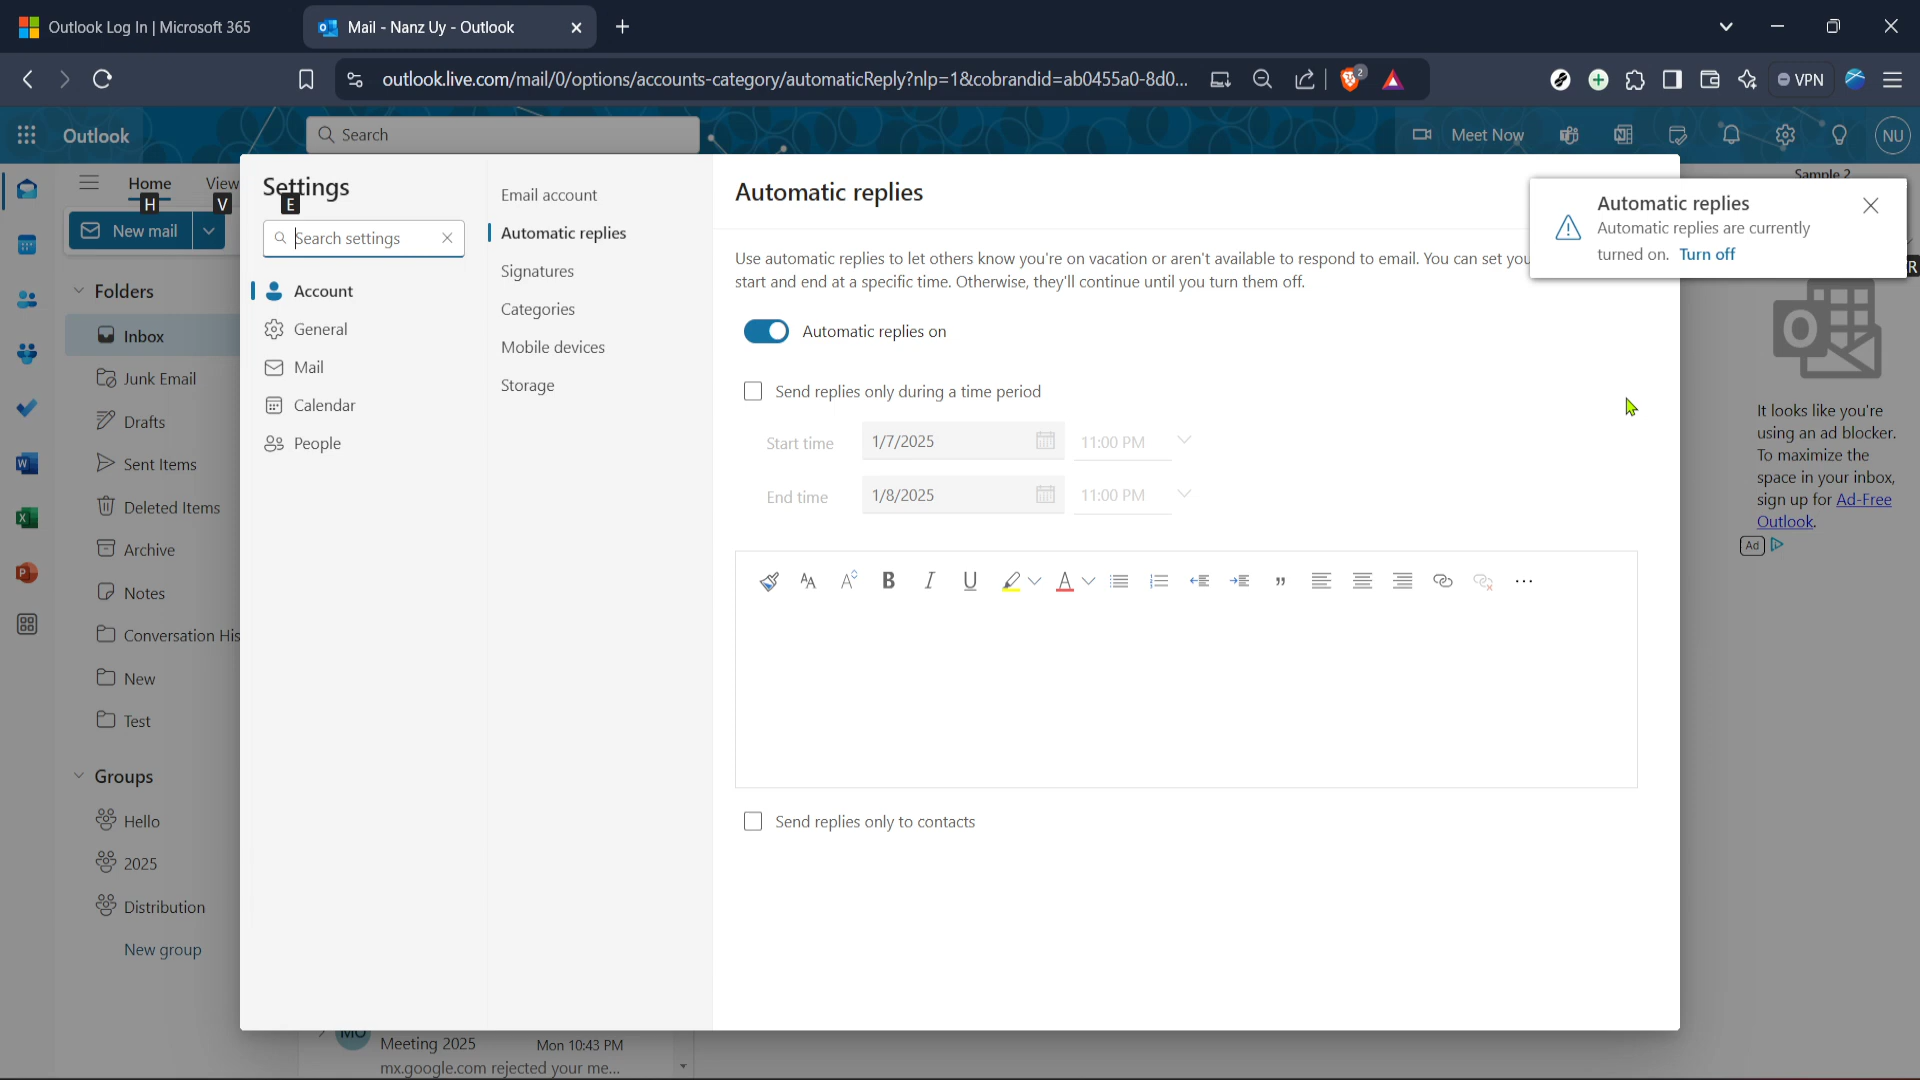 Outlook Log In | Microsoft 365
Mail - Nanz Uy - Outlook
outlook.live.com/mail/0/options/accounts-category/automaticReply?nlp=1&cobrandid=ab0455a0-8d0...
2
VPN
Outlook
Search
Meet Now
NU
Home
View
H
V
New mail
Folders
Inbox
Junk Email
Drafts
Sent Items
Deleted Items
Archive
Notes
Conversation His
New
Test
Groups
Hello
2025
Distribution
New group
Settings
E
Search settings
Account
General
Mail
Calendar
People
Email account
Automatic replies
Signatures
Categories
Mobile devices
Storage
Automatic replies
Use automatic replies to let others know you're on vacation or aren't available to respond to email. You can set you
start and end at a specific time. Otherwise, they'll continue until you turn them off.
Automatic replies on
Send replies only during a time period
Start time 1/7/2025 11:00 PM
End time 1/8/2025 11:00 PM
Send replies only to contacts
Sample 2
Automatic replies
Automatic replies are currently
turned on. Turn off
R
It looks like you're
using an ad blocker.
To maximize the
space in your inbox,
sign up for Ad-Free
Outlook.
Ad
MO
Meeting 2025 Mon 10:43 PM
mx.google.com rejected your me...